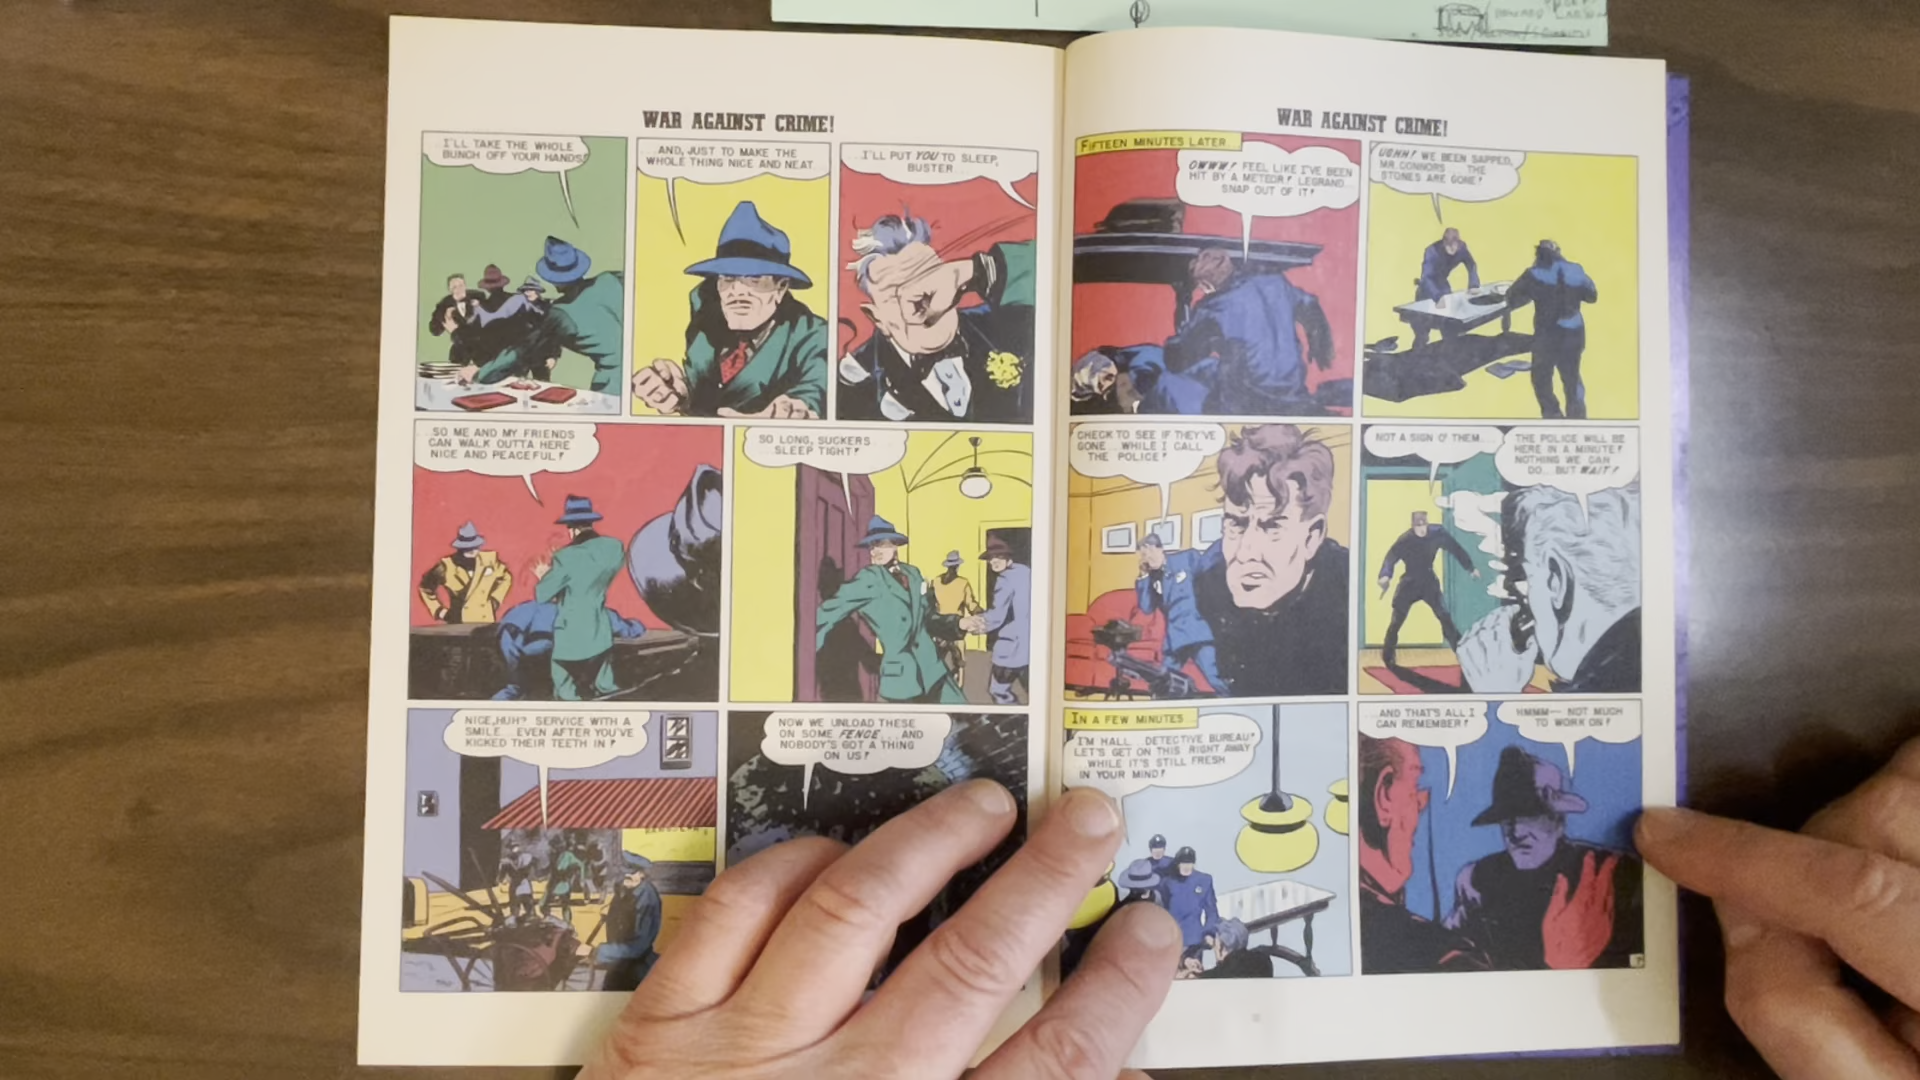 WAR AGAINST CRIME!
I'LL TAKE THE WHOLE
BUNCH OFF YOUR HANDS!
...AND, JUST TO MAKE THE
WHOLE THING NICE AND NEAT
...I'LL PUT YOU TO SLEEP,
BUSTER...
...SO ME AND MY FRIENDS
CAN WALK OUTTA HERE
NICE AND PEACEFUL!
SO LONG, SUCKERS...
...SLEEP TIGHT!
NICE, HUH? SERVICE WITH A
SMILE... EVEN AFTER YOU'VE
KICKED THEIR TEETH IN!
NOW WE UNLOAD THESE
ON SOME FENCE...AND
NOBODY'S GOT A THING
ON US!
WAR AGAINST CRIME!
FIFTEEN MINUTES LATER...
OWWW! FEEL LIKE I'VE BEEN
HIT BY A METEOR! LEGRAND...
SNAP OUT OF IT!
UGHH! WE BEEN SAPPED,
MR. CONNORS... THE
STONES ARE GONE!
CHECK TO SEE IF THEY'VE
GONE...WHILE I CALL
THE POLICE!
NOT A SIGN O' THEM...
THE POLICE WILL BE
HERE IN A MINUTE!
NOTHING WE CAN
DO... BUT WAIT!
IN A FEW MINUTES...
I'M HALL...DETECTIVE BUREAU!
LET'S GET ON THIS RIGHT AWAY
...WHILE IT'S STILL FRESH
IN YOUR MIND!
...AND THAT'S ALL I
CAN REMEMBER!
HMMM-- NOT MUCH
TO WORK ON!